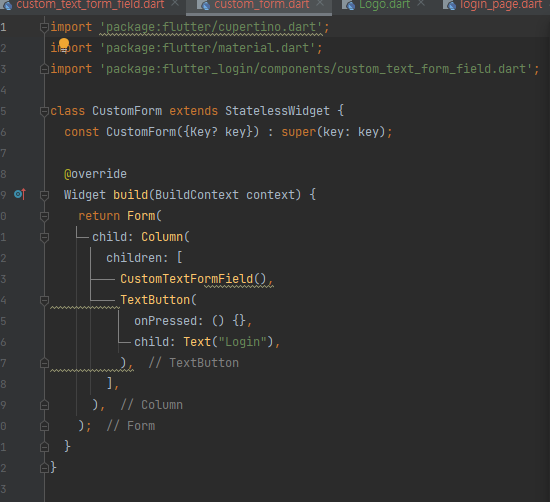 custom_text_form_field.dart × custom_form.dart × Logo.dart × login_page.dart
1 import 'package:flutter/cupertino.dart';
2 import 'package:flutter/material.dart';
3 import 'package:flutter_login/components/custom_text_form_field.dart';
4
5 class CustomForm extends StatelessWidget {
6 const CustomForm({Key? key}) : super(key: key);
7
8 @override
9 Widget build(BuildContext context) {
0 return Form(
1 child: Column(
2 children: [
3 CustomTextFormField(),
4 TextButton(
5 onPressed: () {},
6 child: Text("Login"),
7 ), // TextButton
8 ],
9 ), // Column
0 ); // Form
1 }
2 }
3